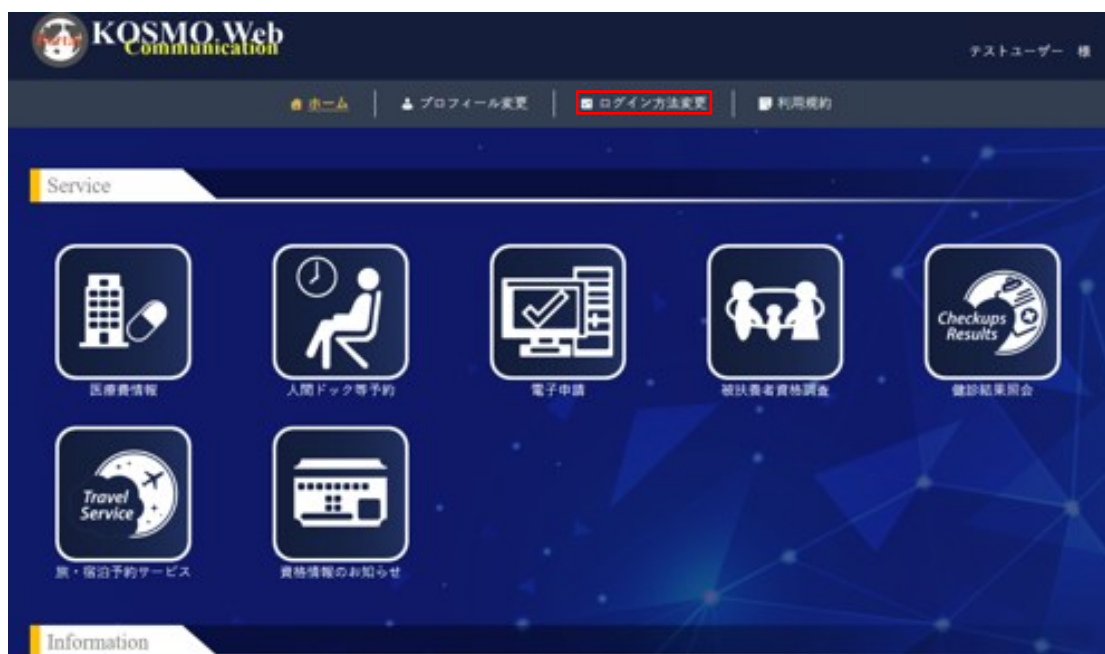 Portal
KOSMO.Web
Communication
テストユーザー 様
ホーム
プロフィール変更
ログイン方法変更
利用規約
Service
医療費情報
人間ドック等予約
電子申請
被扶養者資格調査
Checkups
Results
健診結果照会
Travel
Service
旅・宿泊予約サービス
資格情報のお知らせ
Information